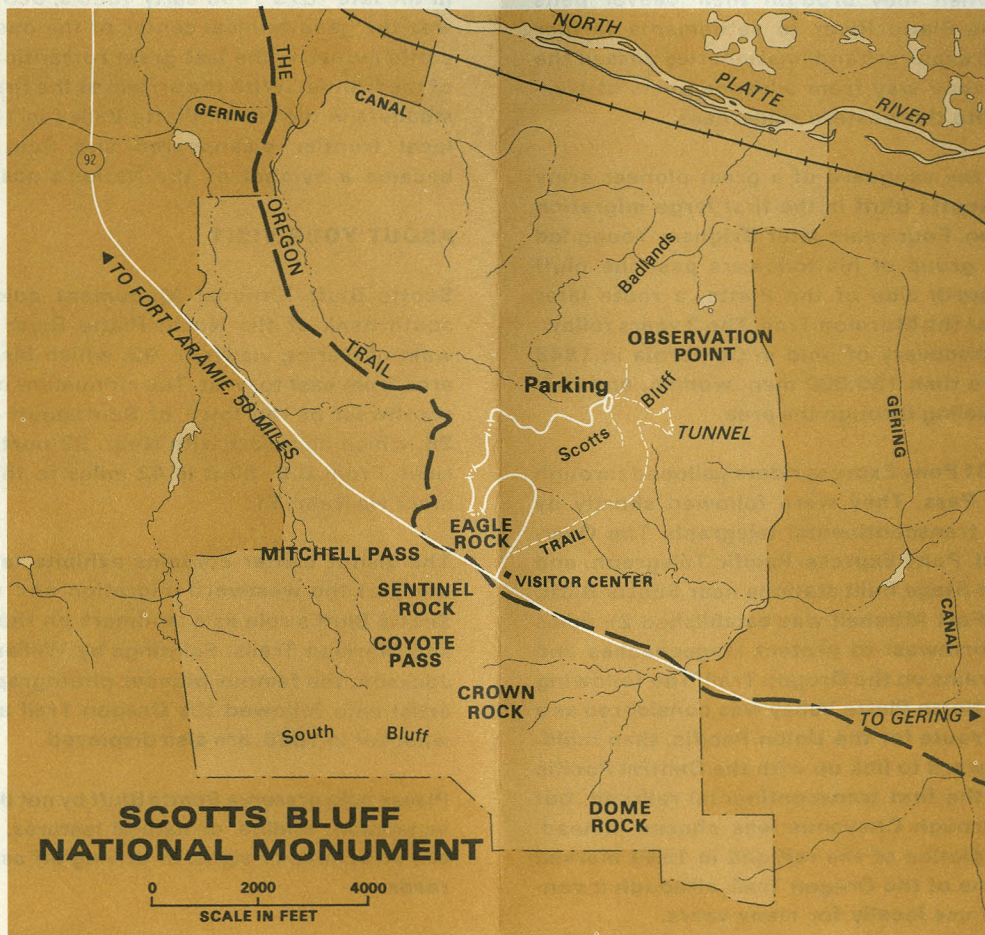 NORTH
PLATTE
RIVER
THE
GERING
CANAL
92
OREGON
Badlands
TO FORT LARAMIE, 50 MILES
TRAIL
OBSERVATION
POINT
Parking
Bluff
Scotts
TUNNEL
GERING
EAGLE
ROCK
TRAIL
MITCHELL PASS
VISITOR CENTER
SENTINEL
ROCK
CANAL
COYOTE
PASS
CROWN
ROCK
TO GERING
South Bluff
DOME
ROCK
SCOTTS BLUFF
NATIONAL MONUMENT
0 2000 4000
SCALE IN FEET